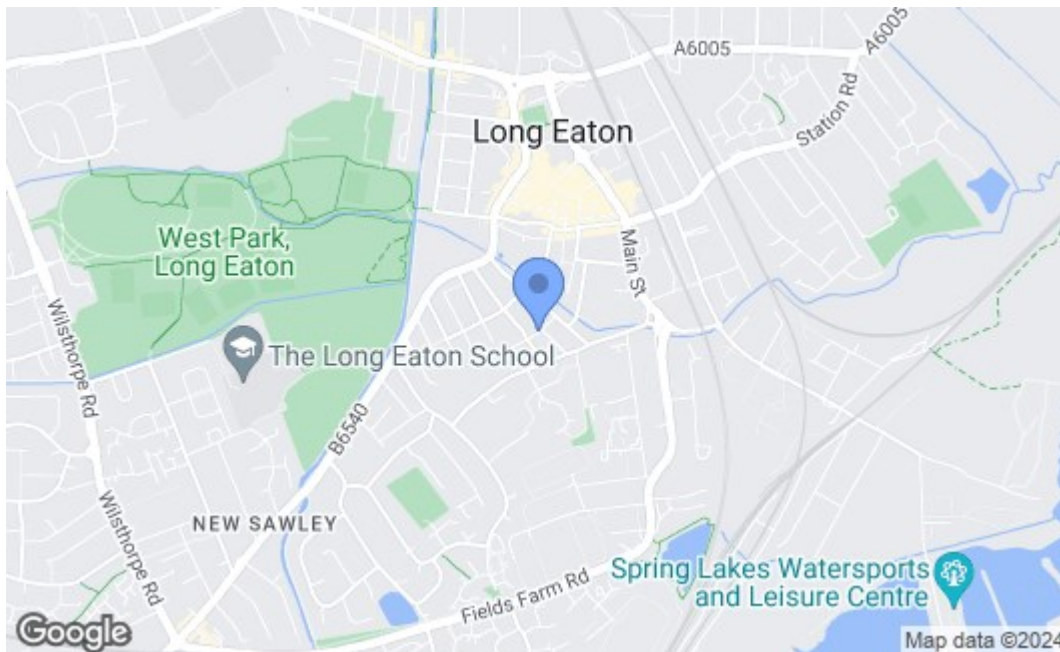 A6005
A6005
Station Rd
Long Eaton
West Park,
Long Eaton
Main St
Wilsthorpe Rd
The Long Eaton School
B6540
Wilsthorpe Rd
NEW SAWLEY
Fields Farm Rd
Spring Lakes Watersports
and Leisure Centre
Google
Map data ©2024